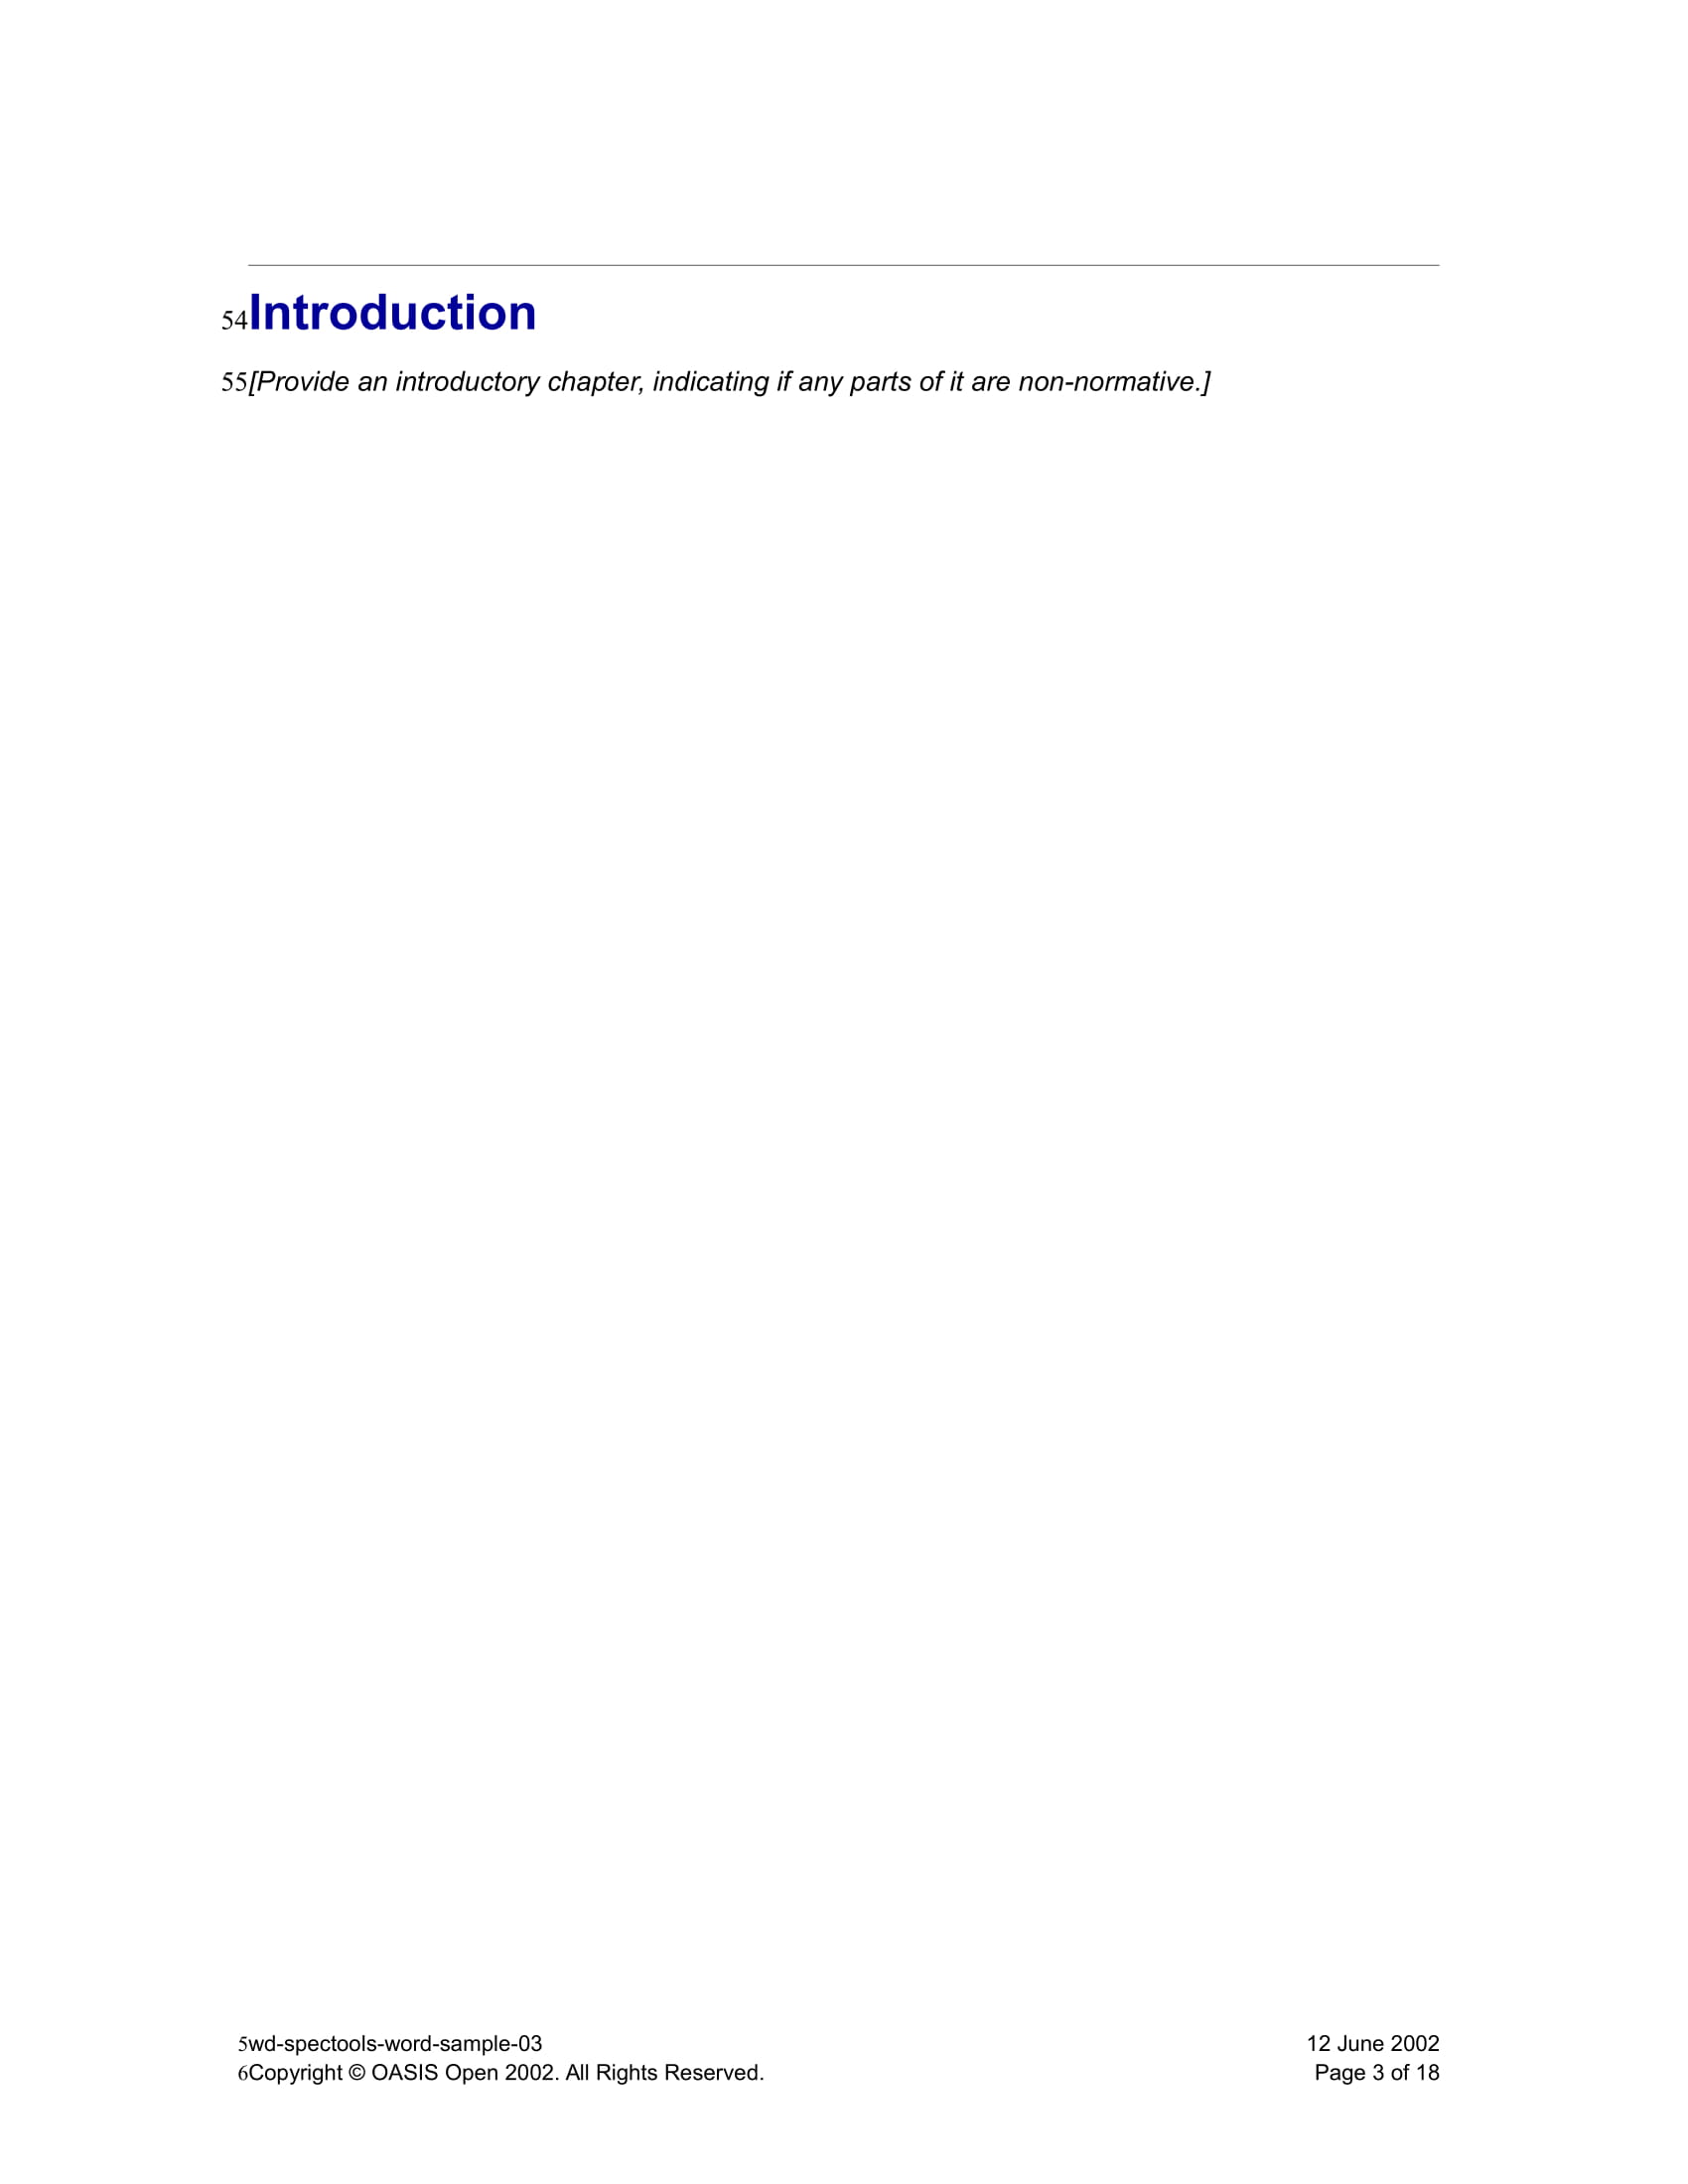 54Introduction
55[Provide an introductory chapter, indicating if any parts of it are non-normative.]
5wd-spectools-word-sample-03 12 June 2002
6Copyright © OASIS Open 2002. All Rights Reserved. Page 3 of 18